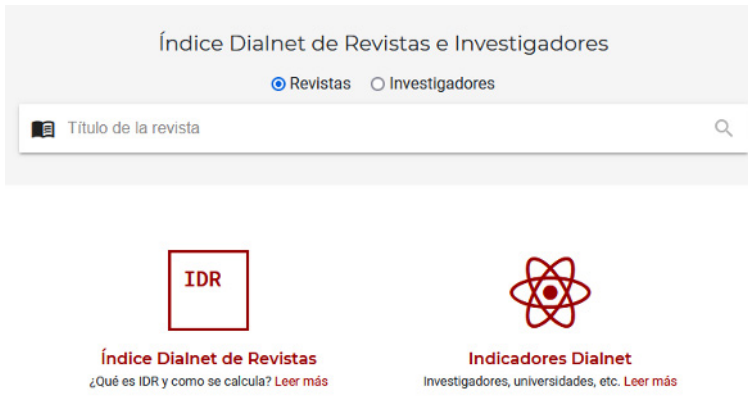 Índice Dialnet de Revistas e Investigadores
Revistas Investigadores
Título de la revista
IDR
Índice Dialnet de Revistas
¿Qué es IDR y como se calcula? Leer más
Indicadores Dialnet
Investigadores, universidades, etc. Leer más